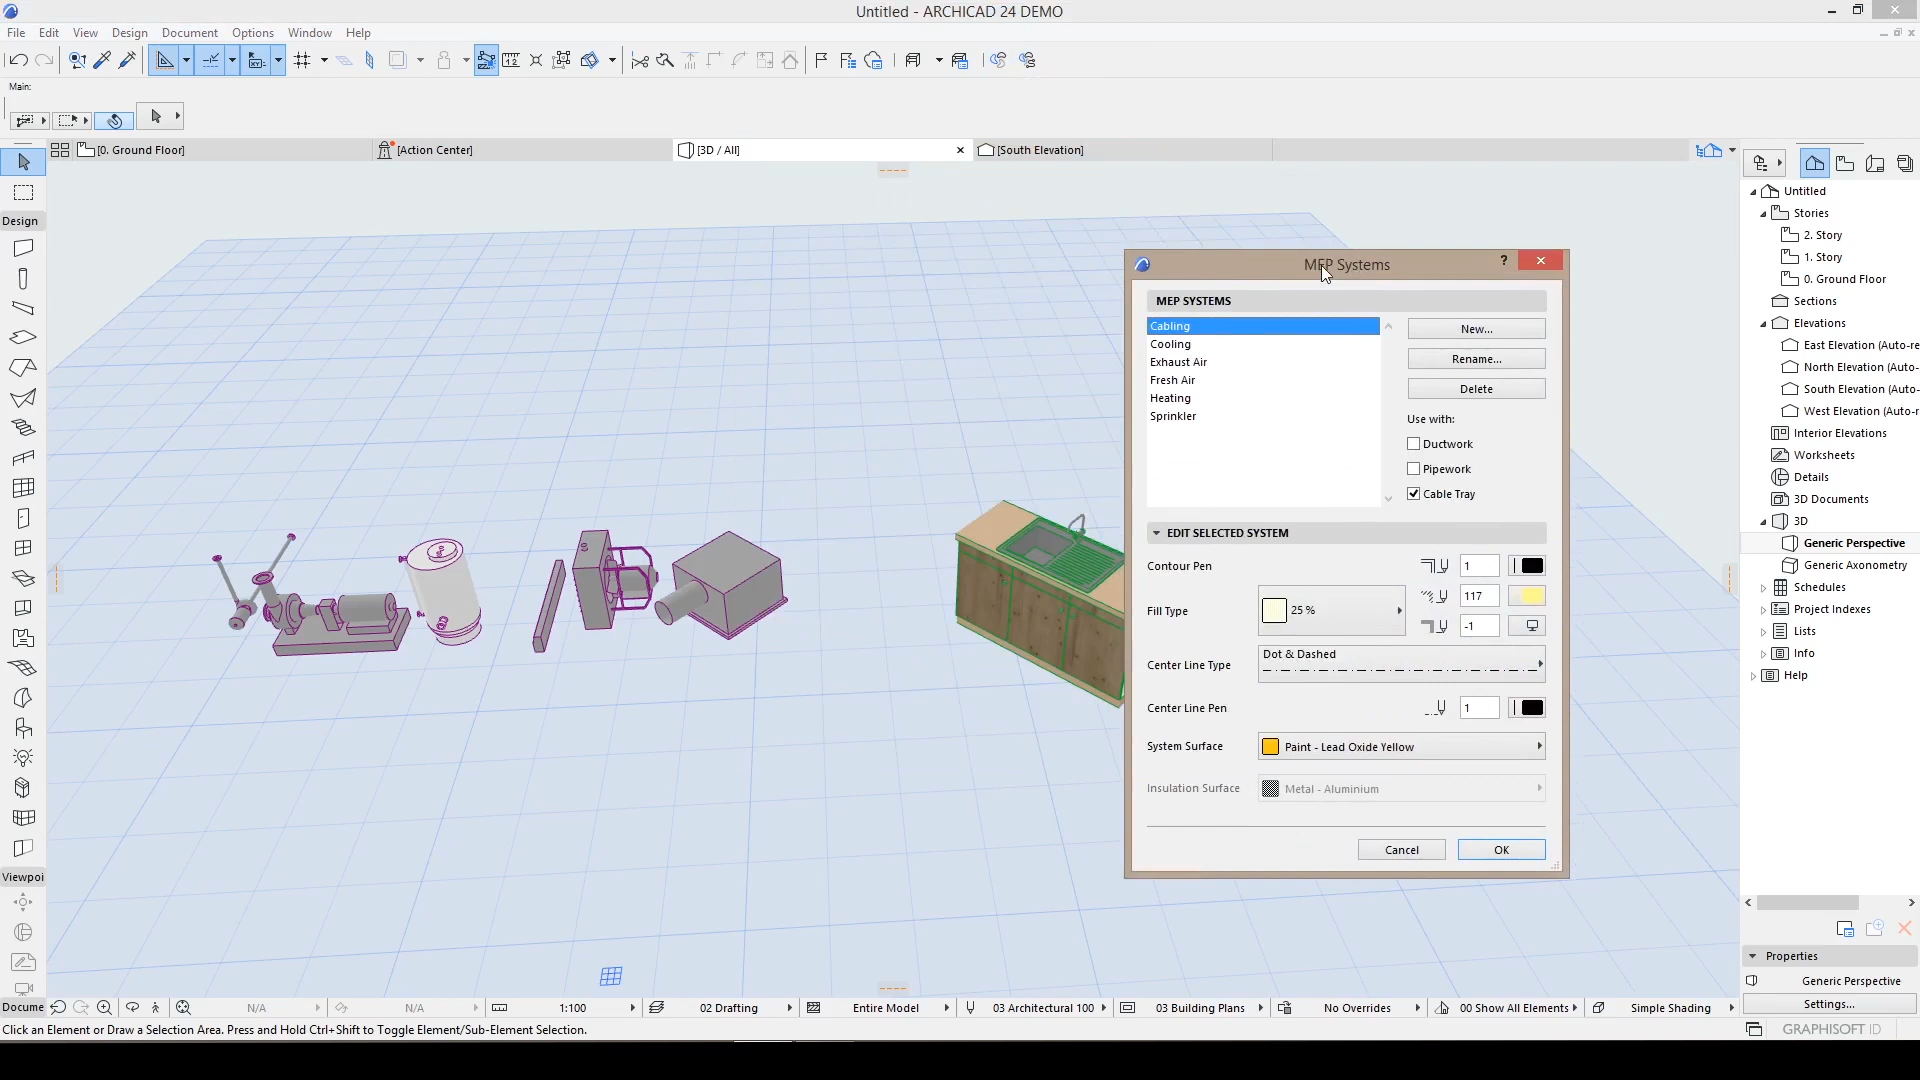 Untitled - ARCHICAD 24 DEMO
File Edit View Design Document Options Window Help
Main:
[0. Ground Floor]
[Action Center]
[3D / All]
[South Elevation]
Design
Viewpoi
Docume
MEP Systems
?
MEP SYSTEMS
Cabling
Cooling
Exhaust Air
Fresh Air
Heating
Sprinkler
New...
Rename...
Delete
Use with:
Ductwork
Pipework
Cable Tray
EDIT SELECTED SYSTEM
Contour Pen
1
Fill Type
25 %
117
-1
Center Line Type
Dot & Dashed
Center Line Pen
1
System Surface
Paint - Lead Oxide Yellow
Insulation Surface
Metal - Aluminium
Cancel
OK
Untitled
Stories
2. Story
1. Story
0. Ground Floor
Sections
Elevations
East Elevation (Auto-re
North Elevation (Auto-
South Elevation (Auto-
West Elevation (Auto-r
Interior Elevations
Worksheets
Details
3D Documents
3D
Generic Perspective
Generic Axonometry
Schedules
Project Indexes
Lists
Info
Help
Properties
Generic Perspective
Settings...
N/A
N/A
1:100
02 Drafting
Entire Model
03 Architectural 100
03 Building Plans
No Overrides
00 Show All Elements
Simple Shading
Click an Element or Draw a Selection Area. Press and Hold Ctrl+Shift to Toggle Element/Sub-Element Selection.
GRAPHISOFT ID